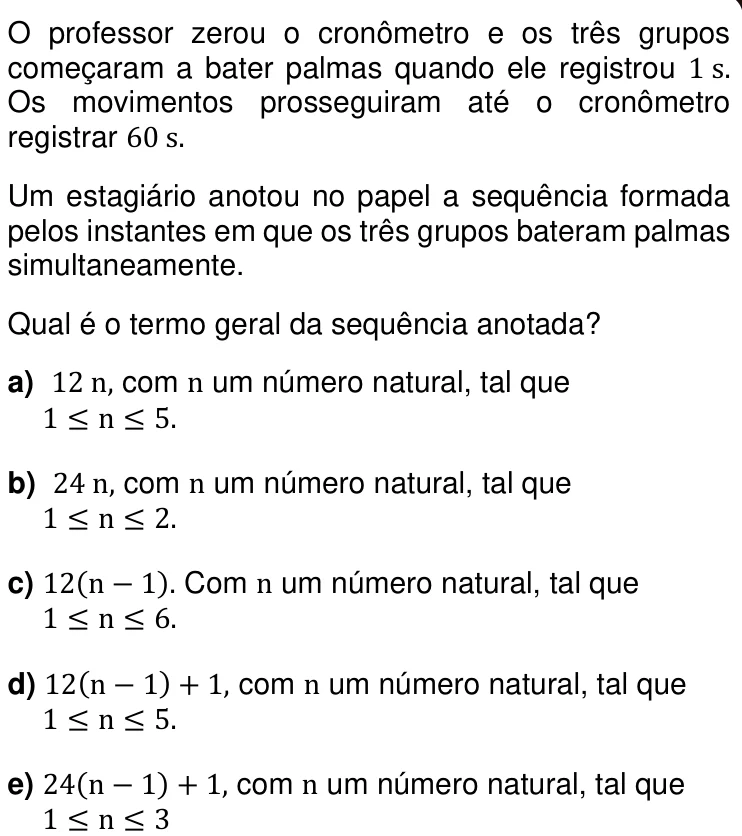 O professor zerou o cronômetro e os três grupos
começaram a bater palmas quando ele registrou 1 s.
Os movimentos prosseguiram até o cronômetro
registrar 60 s.
Um estagiário anotou no papel a sequência formada
pelos instantes em que os três grupos bateram palmas
simultaneamente.
Qual é o termo geral da sequência anotada?
a) 12 n, com n um número natural, tal que
1 ≤ n ≤ 5.
b) 24 n, com n um número natural, tal que
1 ≤ n ≤ 2.
c) 12(n − 1). Com n um número natural, tal que
1 ≤ n ≤ 6.
d) 12(n − 1) + 1, com n um número natural, tal que
1 ≤ n ≤ 5.
e) 24(n − 1) + 1, com n um número natural, tal que
1 ≤ n ≤ 3